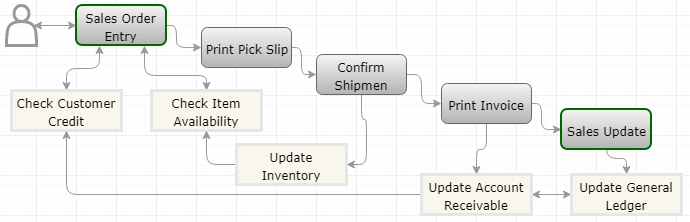 Sales Order
Entry
Print Pick Slip
Confirm
Shipmen
Print Invoice
Sales Update
Check Customer
Credit
Check Item
Availability
Update
Inventory
Update Account
Receivable
Update General
Ledger